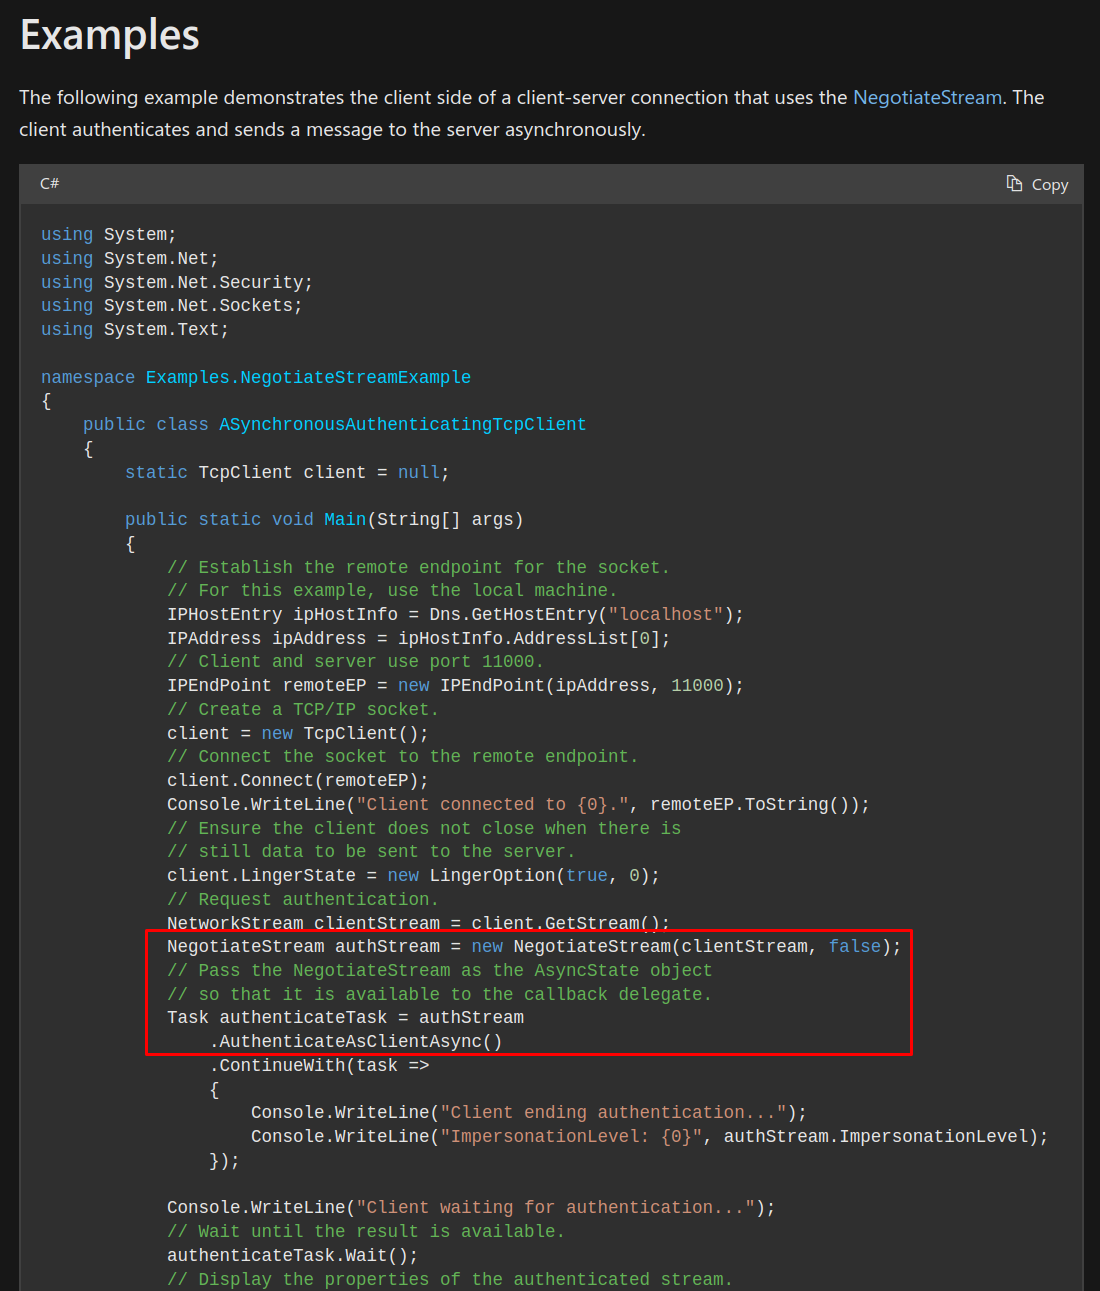 Examples
The following example demonstrates the client side of a client-server connection that uses the NegotiateStream. The
client authenticates and sends a message to the server asynchronously.
C#
Copy
using System;
using System.Net;
using System.Net.Security;
using System.Net.Sockets;
using System.Text;
namespace Examples.NegotiateStreamExample
{
    public class ASynchronousAuthenticatingTcpClient
    {
        static TcpClient client = null;
        public static void Main(String[] args)
        {
            // Establish the remote endpoint for the socket.
            // For this example, use the local machine.
            IPHostEntry ipHostInfo = Dns.GetHostEntry("localhost");
            IPAddress ipAddress = ipHostInfo.AddressList[0];
            // Client and server use port 11000.
            IPEndPoint remoteEP = new IPEndPoint(ipAddress, 11000);
            // Create a TCP/IP socket.
            client = new TcpClient();
            // Connect the socket to the remote endpoint.
            client.Connect(remoteEP);
            Console.WriteLine("Client connected to {0}.", remoteEP.ToString());
            // Ensure the client does not close when there is
            // still data to be sent to the server.
            client.LingerState = new LingerOption(true, 0);
            // Request authentication.
            NetworkStream clientStream = client.GetStream();
            NegotiateStream authStream = new NegotiateStream(clientStream, false);
            // Pass the NegotiateStream as the AsyncState object
            // so that it is available to the callback delegate.
            Task authenticateTask = authStream
                .AuthenticateAsClientAsync()
                .ContinueWith(task =>
                {
                    Console.WriteLine("Client ending authentication...");
                    Console.WriteLine("ImpersonationLevel: {0}", authStream.ImpersonationLevel);
                });
            Console.WriteLine("Client waiting for authentication...");
            // Wait until the result is available.
            authenticateTask.Wait();
            // Display the properties of the authenticated stream.